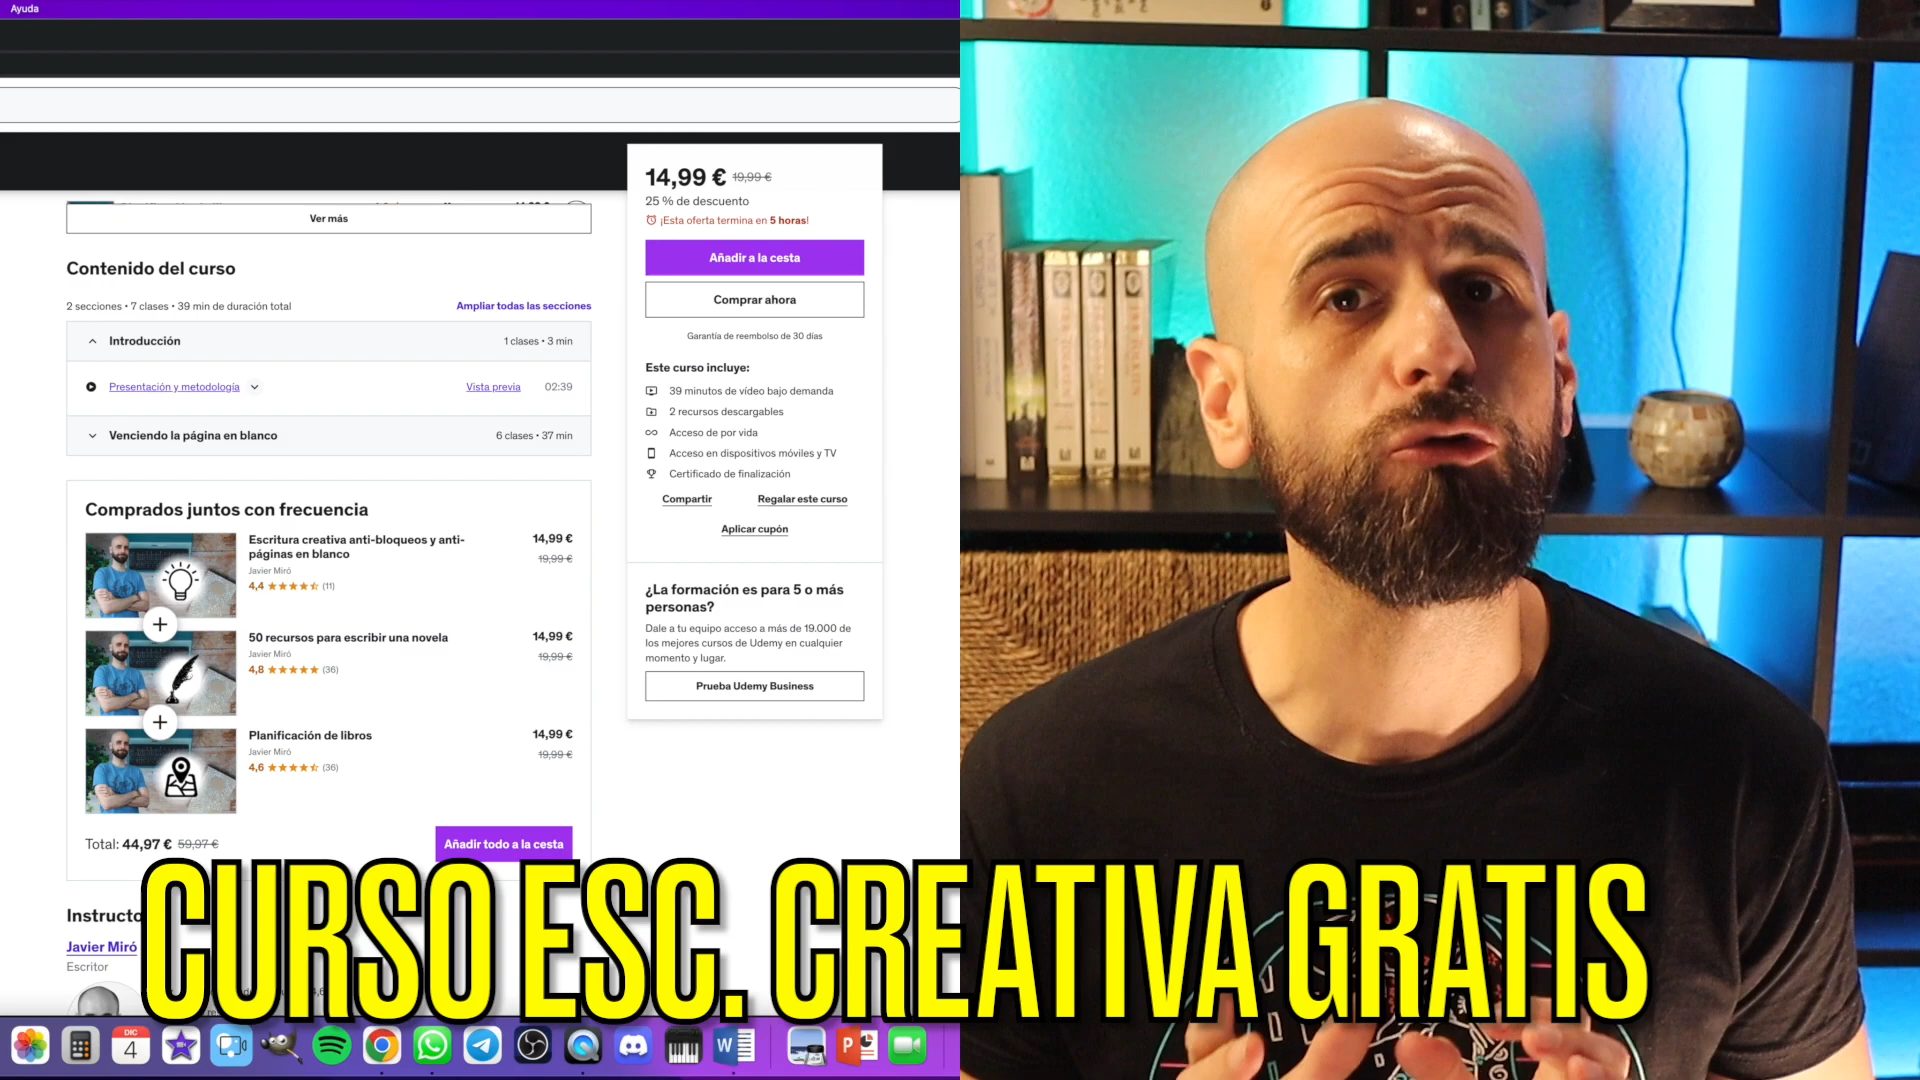 Ayuda
Ver más
Contenido del curso
2 secciones • 7 clases • 39 min de duración total
Ampliar todas las secciones
Introducción
1 clases • 3 min
Presentación y metodología
Vista previa
02:39
Venciendo la página en blanco
6 clases • 37 min
Comprados juntos con frecuencia
Escritura creativa anti-bloqueos y anti-
páginas en blanco
14,99 €
19,99 €
Javier Miró
4,4
(11)
50 recursos para escribir una novela
14,99 €
19,99 €
Javier Miró
4,8
(36)
Planificación de libros
14,99 €
19,99 €
Javier Miró
4,6
(36)
Total: 44,97 € 59,97 €
Añadir todo a la cesta
Instructo
Javier Miró
Escritor
14,99 € 19,99 €
25 % de descuento
¡Esta oferta termina en 5 horas!
Añadir a la cesta
Comprar ahora
Garantía de reembolso de 30 días
Este curso incluye:
39 minutos de vídeo bajo demanda
2 recursos descargables
Acceso de por vida
Acceso en dispositivos móviles y TV
Certificado de finalización
Compartir
Regalar este curso
Aplicar cupón
¿La formación es para 5 o más
personas?
Dale a tu equipo acceso a más de 19.000 de
los mejores cursos de Udemy en cualquier
momento y lugar.
Prueba Udemy Business
CURSO ESC. CREATIVA GRATIS
DIC
4
W
P